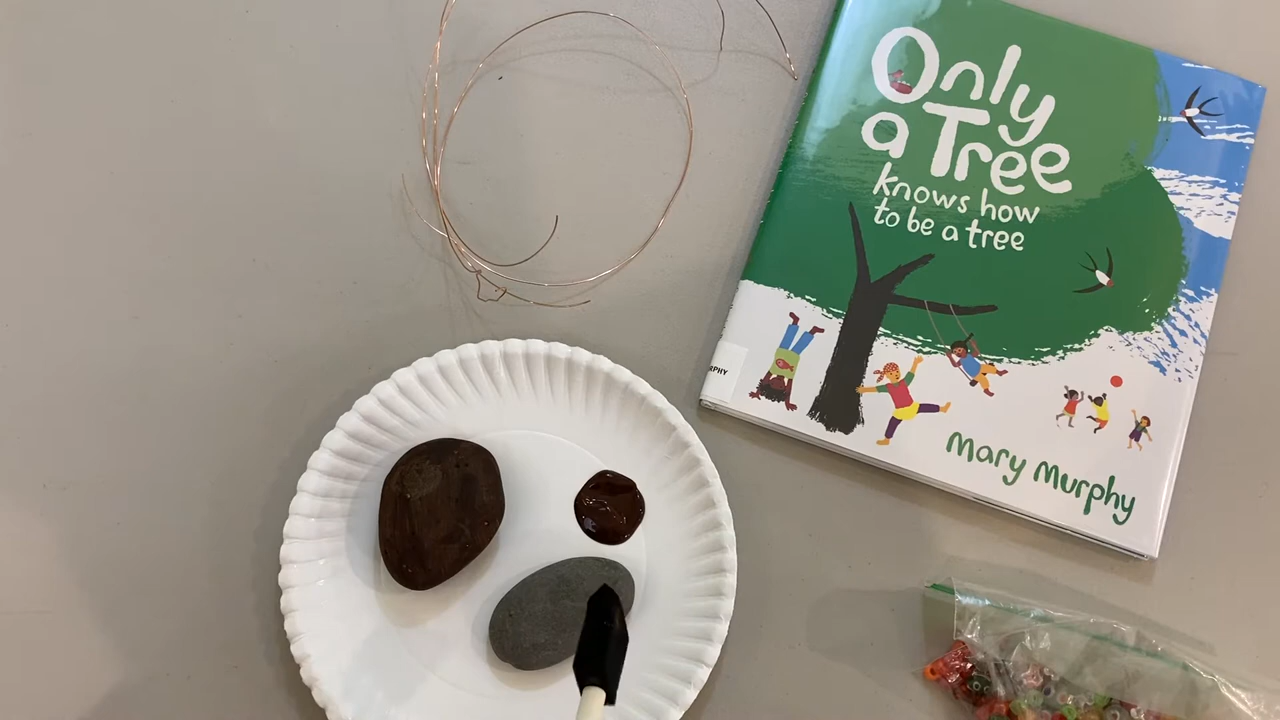 Only
a Tree
knows how
to be a tree
Mary Murphy